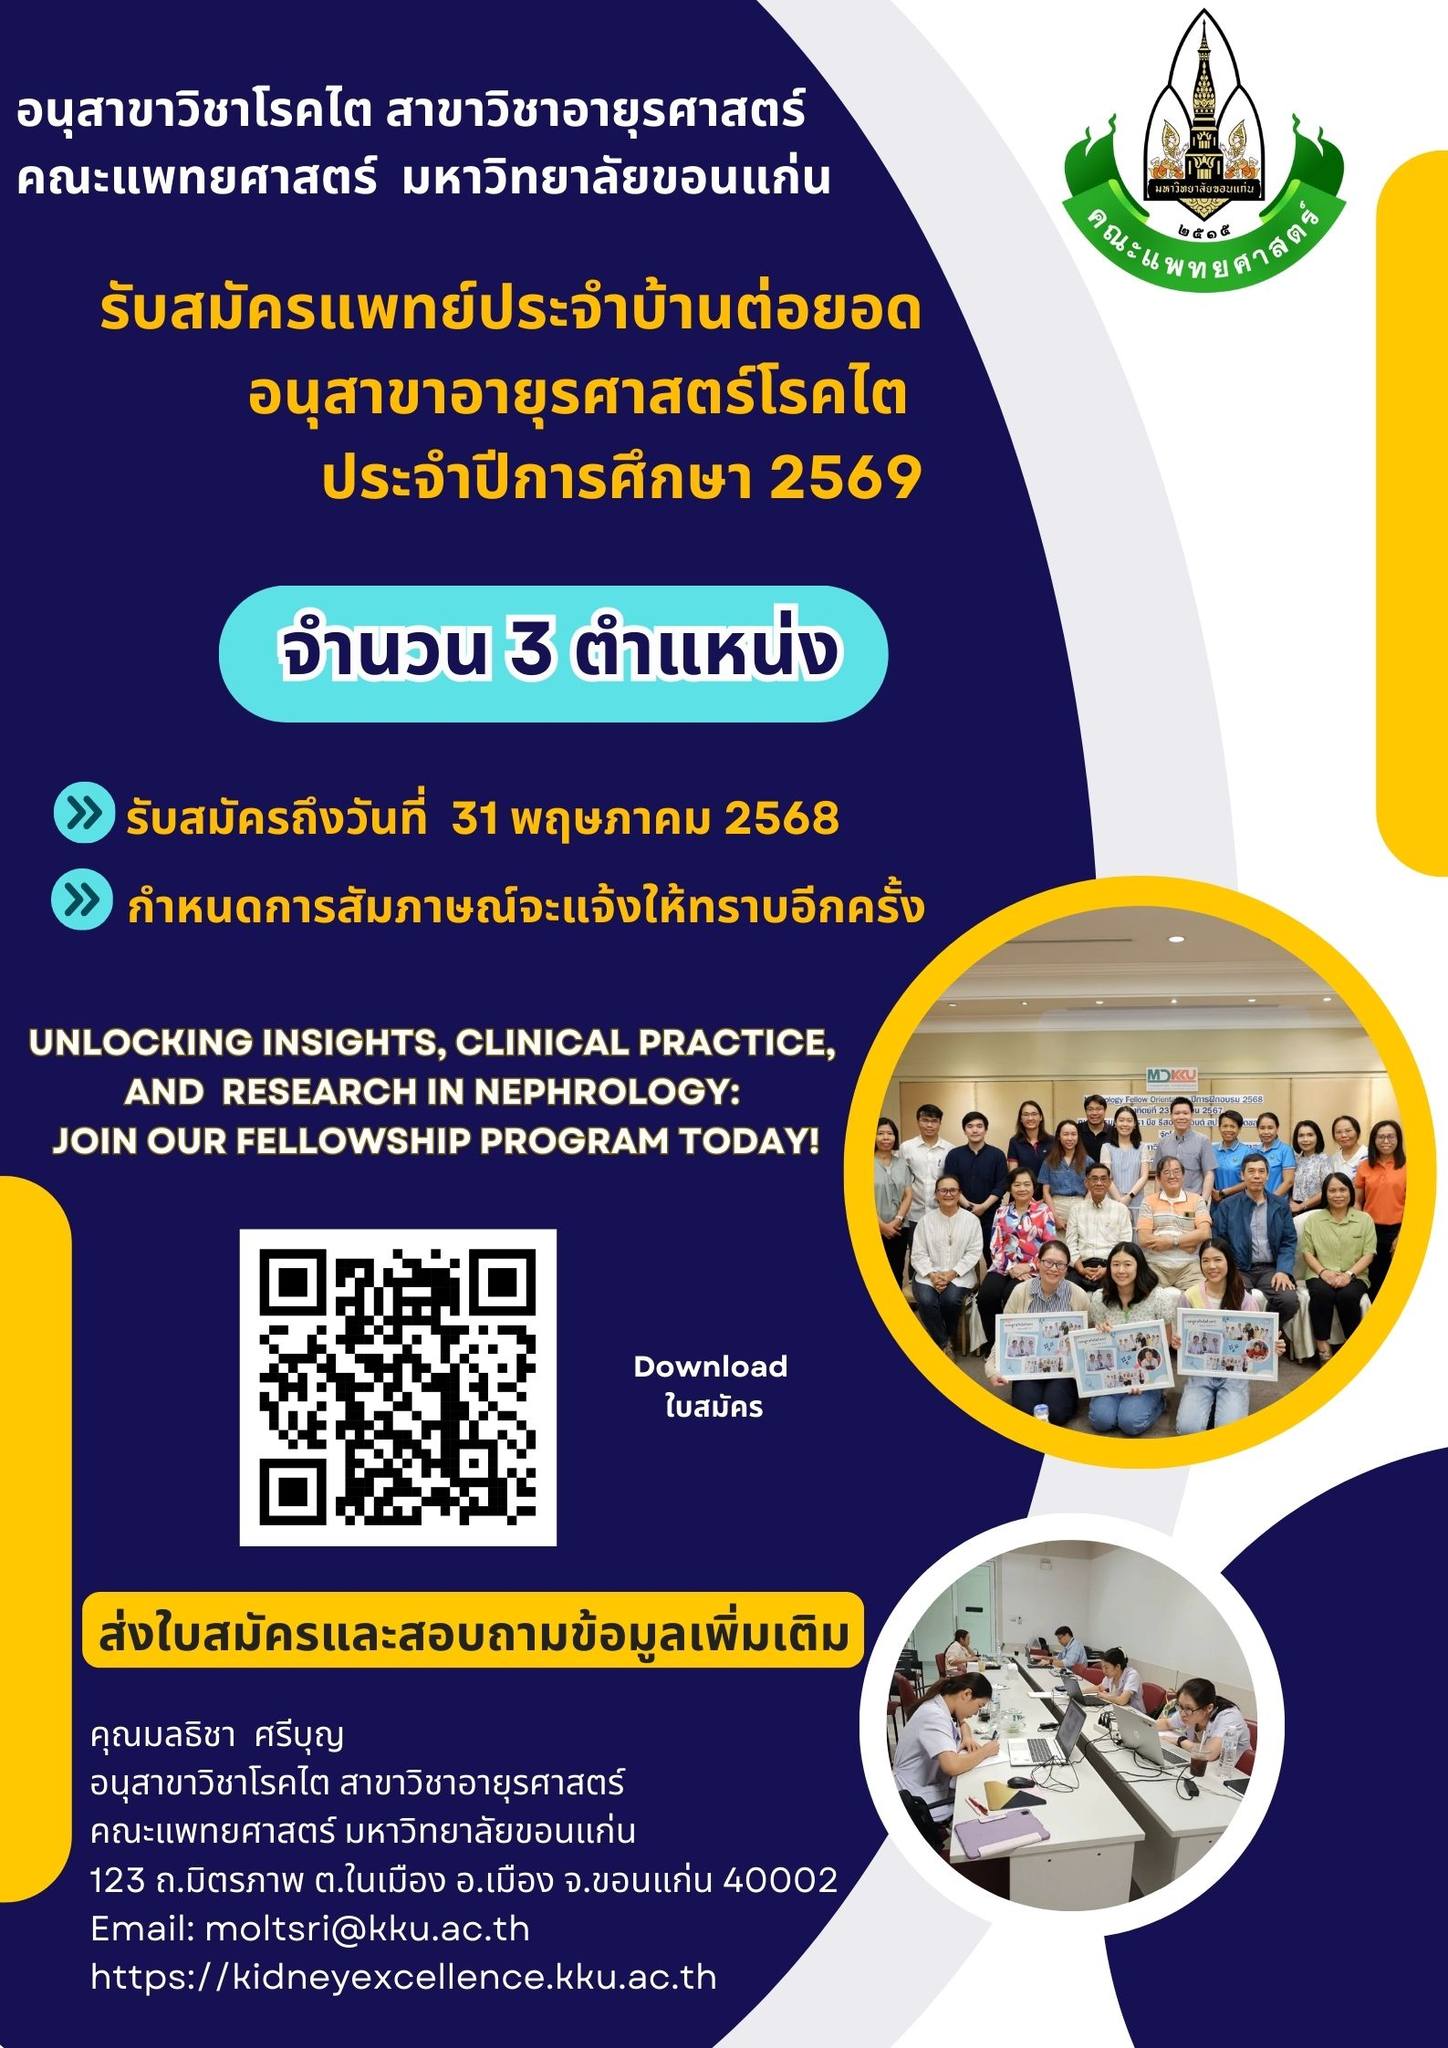 อนุสาขาวิชาโรคไต สาขาวิชาอายุรศาสตร์
คณะแพทยศาสตร์ มหาวิทยาลัยขอนแก่น
มหาวิทยาลัยขอนแก่น
๒๕๑๕
คณะแพทยศาสตร์
รับสมัครแพทย์ประจำบ้านต่อยอด
อนุสาขาอายุรศาสตร์โรคไต
ประจำปีการศึกษา 2569
จำนวน 3 ตำแหน่ง
รับสมัครถึงวันที่ 31 พฤษภาคม 2568
กำหนดการสัมภาษณ์จะแจ้งให้ทราบอีกครั้ง
UNLOCKING INSIGHTS, CLINICAL PRACTICE,
AND RESEARCH IN NEPHROLOGY:
JOIN OUR FELLOWSHIP PROGRAM TODAY!
MDKKU
Fellow ปีการฝึกอบรม 2568
Download
ใบสมัคร
ส่งใบสมัครและสอบถามข้อมูลเพิ่มเติม
คุณมลธิชา ศรีบุญ
อนุสาขาวิชาโรคไต สาขาวิชาอายุรศาสตร์
คณะแพทยศาสตร์ มหาวิทยาลัยขอนแก่น
123 ถ.มิตรภาพ ต.ในเมือง อ.เมือง จ.ขอนแก่น 40002
Email: moltsri@kku.ac.th
https://kidneyexcellence.kku.ac.th